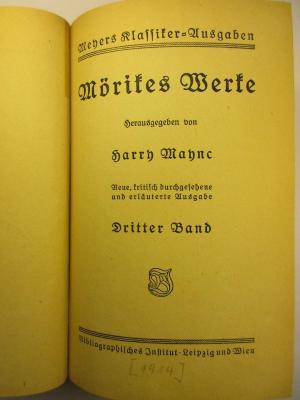 Meyers Klassiker-Ausgaben
Mörikes Werke
Herausgegeben von
Harry Maync
Neue, kritisch durchgesehene
und erläuterte Ausgabe
Dritter Band
Bibliographisches Institut · Leipzig und Wien
[1914]